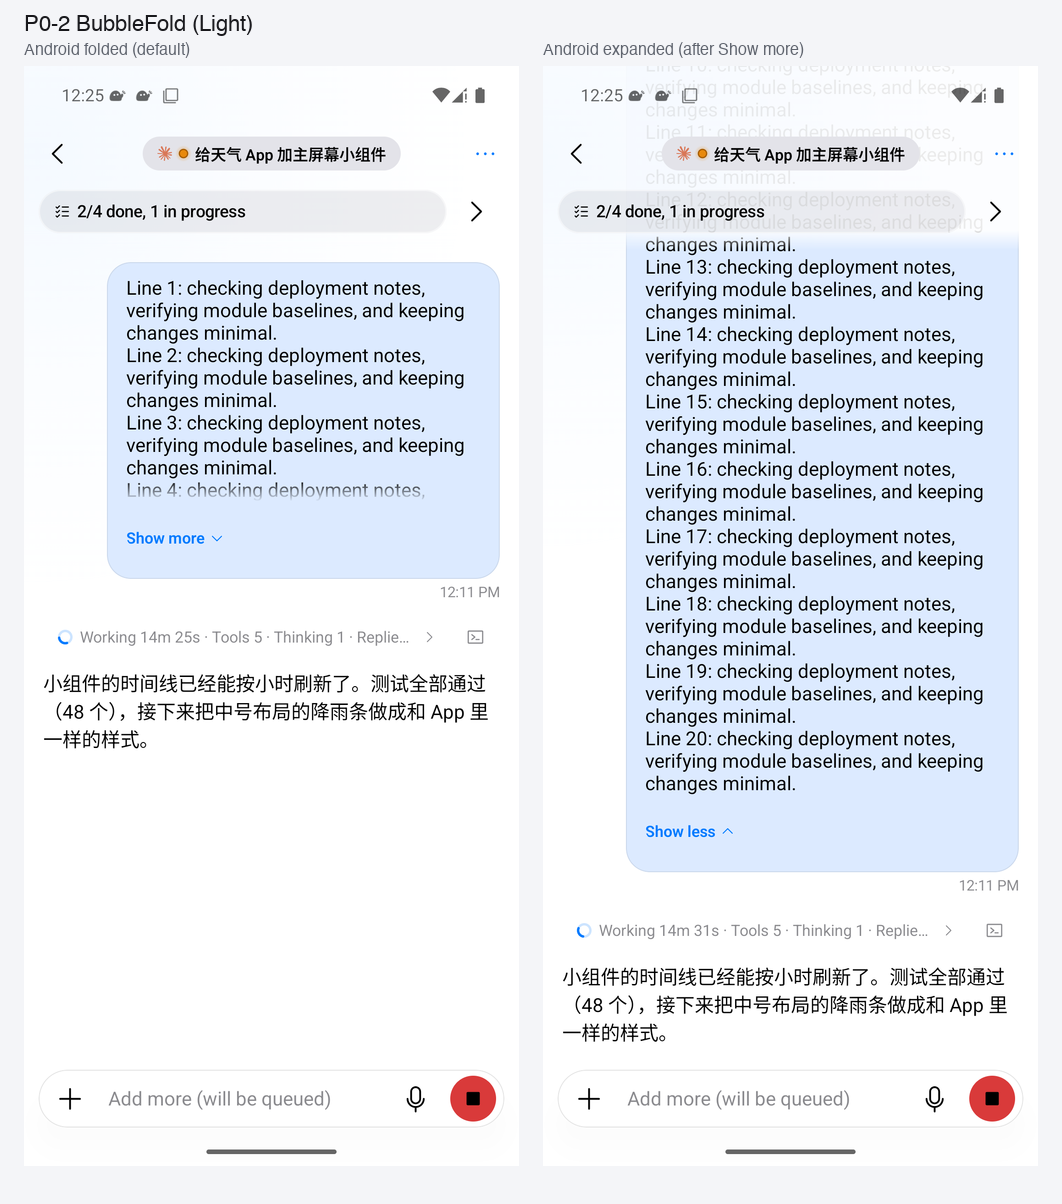 P0-2 BubbleFold (Light)
Android folded (default)
12:25
给天气 App 加主屏幕小组件
2/4 done, 1 in progress
Line 1: checking deployment notes,
verifying module baselines, and keeping
changes minimal.
Line 2: checking deployment notes,
verifying module baselines, and keeping
changes minimal.
Line 3: checking deployment notes,
verifying module baselines, and keeping
changes minimal.
Line 4: checking deployment notes,
Show more
12:11 PM
Working 14m 25s · Tools 5 · Thinking 1 · Replie...
小组件的时间线已经能按小时刷新了。测试全部通过
（48 个），接下来把中号布局的降雨条做成和 App 里
一样的样式。
Add more (will be queued)
Android expanded (after Show more)
12:25
changes minimal.
Line 11: checking deployment notes,
给天气 App 加主屏幕小组件
keeping
changes minimal.
2/4 done, 1 in progress
changes minimal.
Line 13: checking deployment notes,
verifying module baselines, and keeping
changes minimal.
Line 14: checking deployment notes,
verifying module baselines, and keeping
changes minimal.
Line 15: checking deployment notes,
verifying module baselines, and keeping
changes minimal.
Line 16: checking deployment notes,
verifying module baselines, and keeping
changes minimal.
Line 17: checking deployment notes,
verifying module baselines, and keeping
changes minimal.
Line 18: checking deployment notes,
verifying module baselines, and keeping
changes minimal.
Line 19: checking deployment notes,
verifying module baselines, and keeping
changes minimal.
Line 20: checking deployment notes,
verifying module baselines, and keeping
changes minimal.
Show less
12:11 PM
Working 14m 31s · Tools 5 · Thinking 1 · Replie...
小组件的时间线已经能按小时刷新了。测试全部通过
（48 个），接下来把中号布局的降雨条做成和 App 里
一样的样式。
Add more (will be queued)